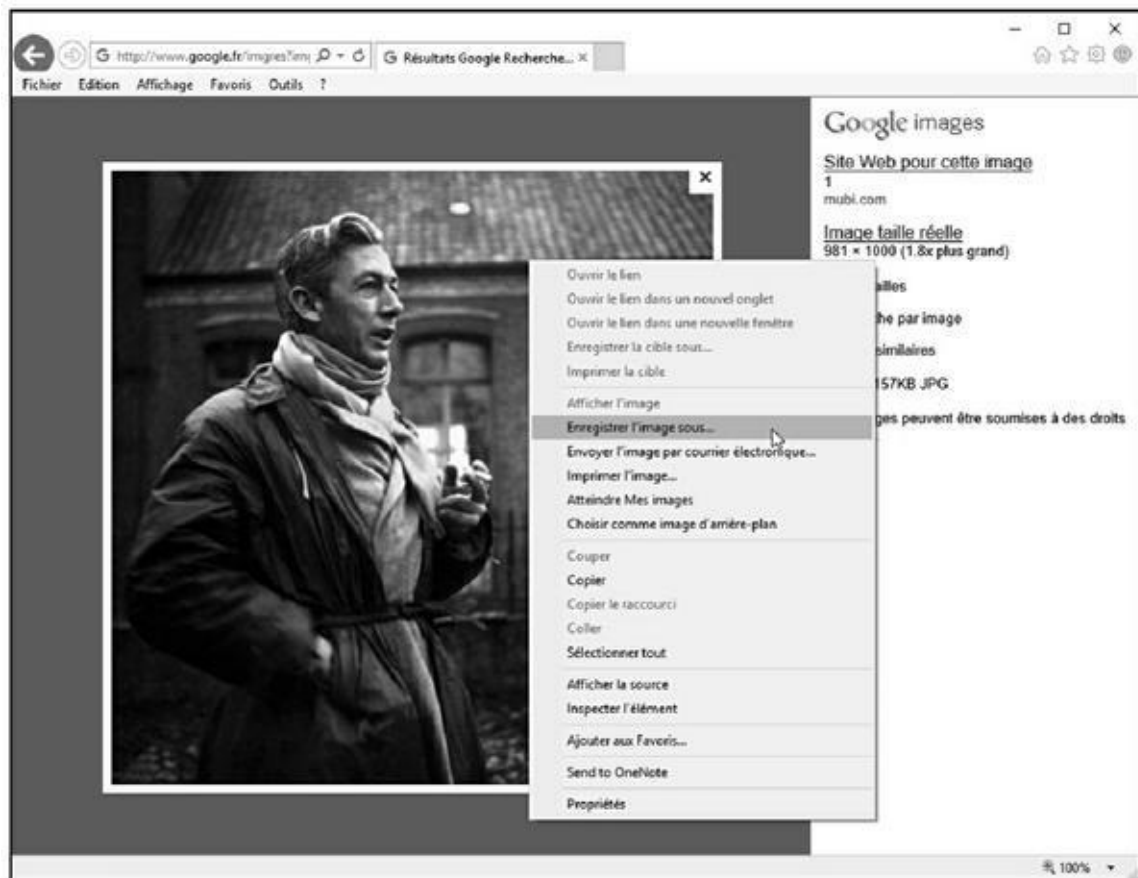 http://www.google.fr/imgres?im
Résultats Google Recherche...
Fichier Edition Affichage Favoris Outils ?
Google images
Site Web pour cette image
1
mubi.com
Image taille réelle
981 × 1000 (1.8x plus grand)
ailles
he par image
similaires
157KB JPG
ges peuvent être soumises à des droits
Ouvrir le lien
Ouvrir le lien dans un nouvel onglet
Ouvrir le lien dans une nouvelle fenêtre
Enregistrer la cible sous...
Imprimer la cible
Afficher l'image
Enregistrer l'image sous...
Envoyer l'image par courrier électronique...
Imprimer l'image...
Atteindre Mes images
Choisir comme image d'arrière-plan
Couper
Copier
Copier le raccourci
Coller
Sélectionner tout
Afficher la source
Inspecter l'élément
Ajouter aux Favoris...
Send to OneNote
Propriétés
100%